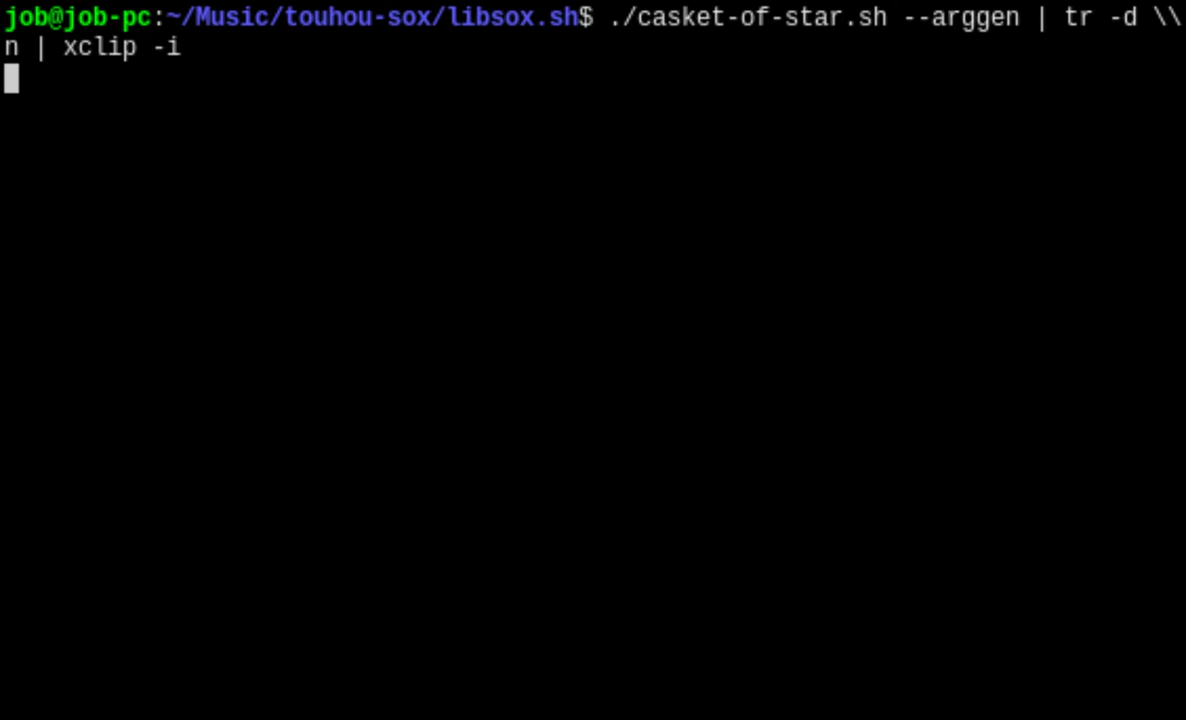 job@job-pc:~/Music/touhou-sox/libsox.sh$ ./casket-of-star.sh --arggen | tr -d \\
n | xclip -i